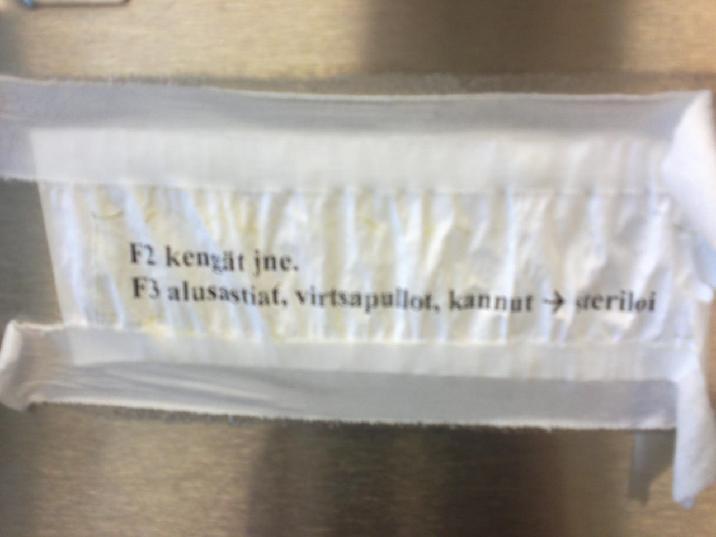 F2 kengät jne.
F3 alusastiat, virtsapullot, kannut → steriloi